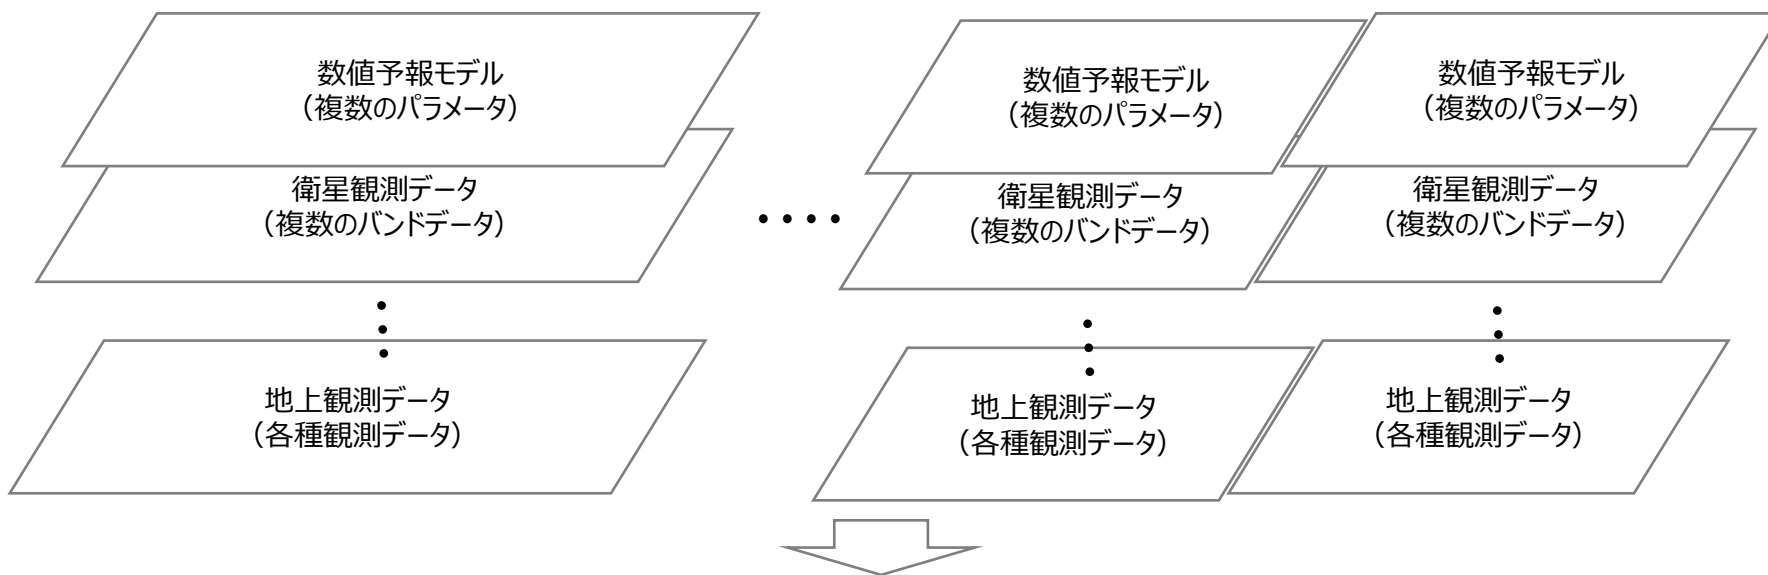 数値予報モデル
（複数のパラメータ）
衛星観測データ
（複数のバンドデータ）
地上観測データ
（各種観測データ）
数値予報モデル
（複数のパラメータ）
衛星観測データ
（複数のバンドデータ）
地上観測データ
（各種観測データ）
数値予報モデル
（複数のパラメータ）
衛星観測データ
（複数のバンドデータ）
地上観測データ
（各種観測データ）